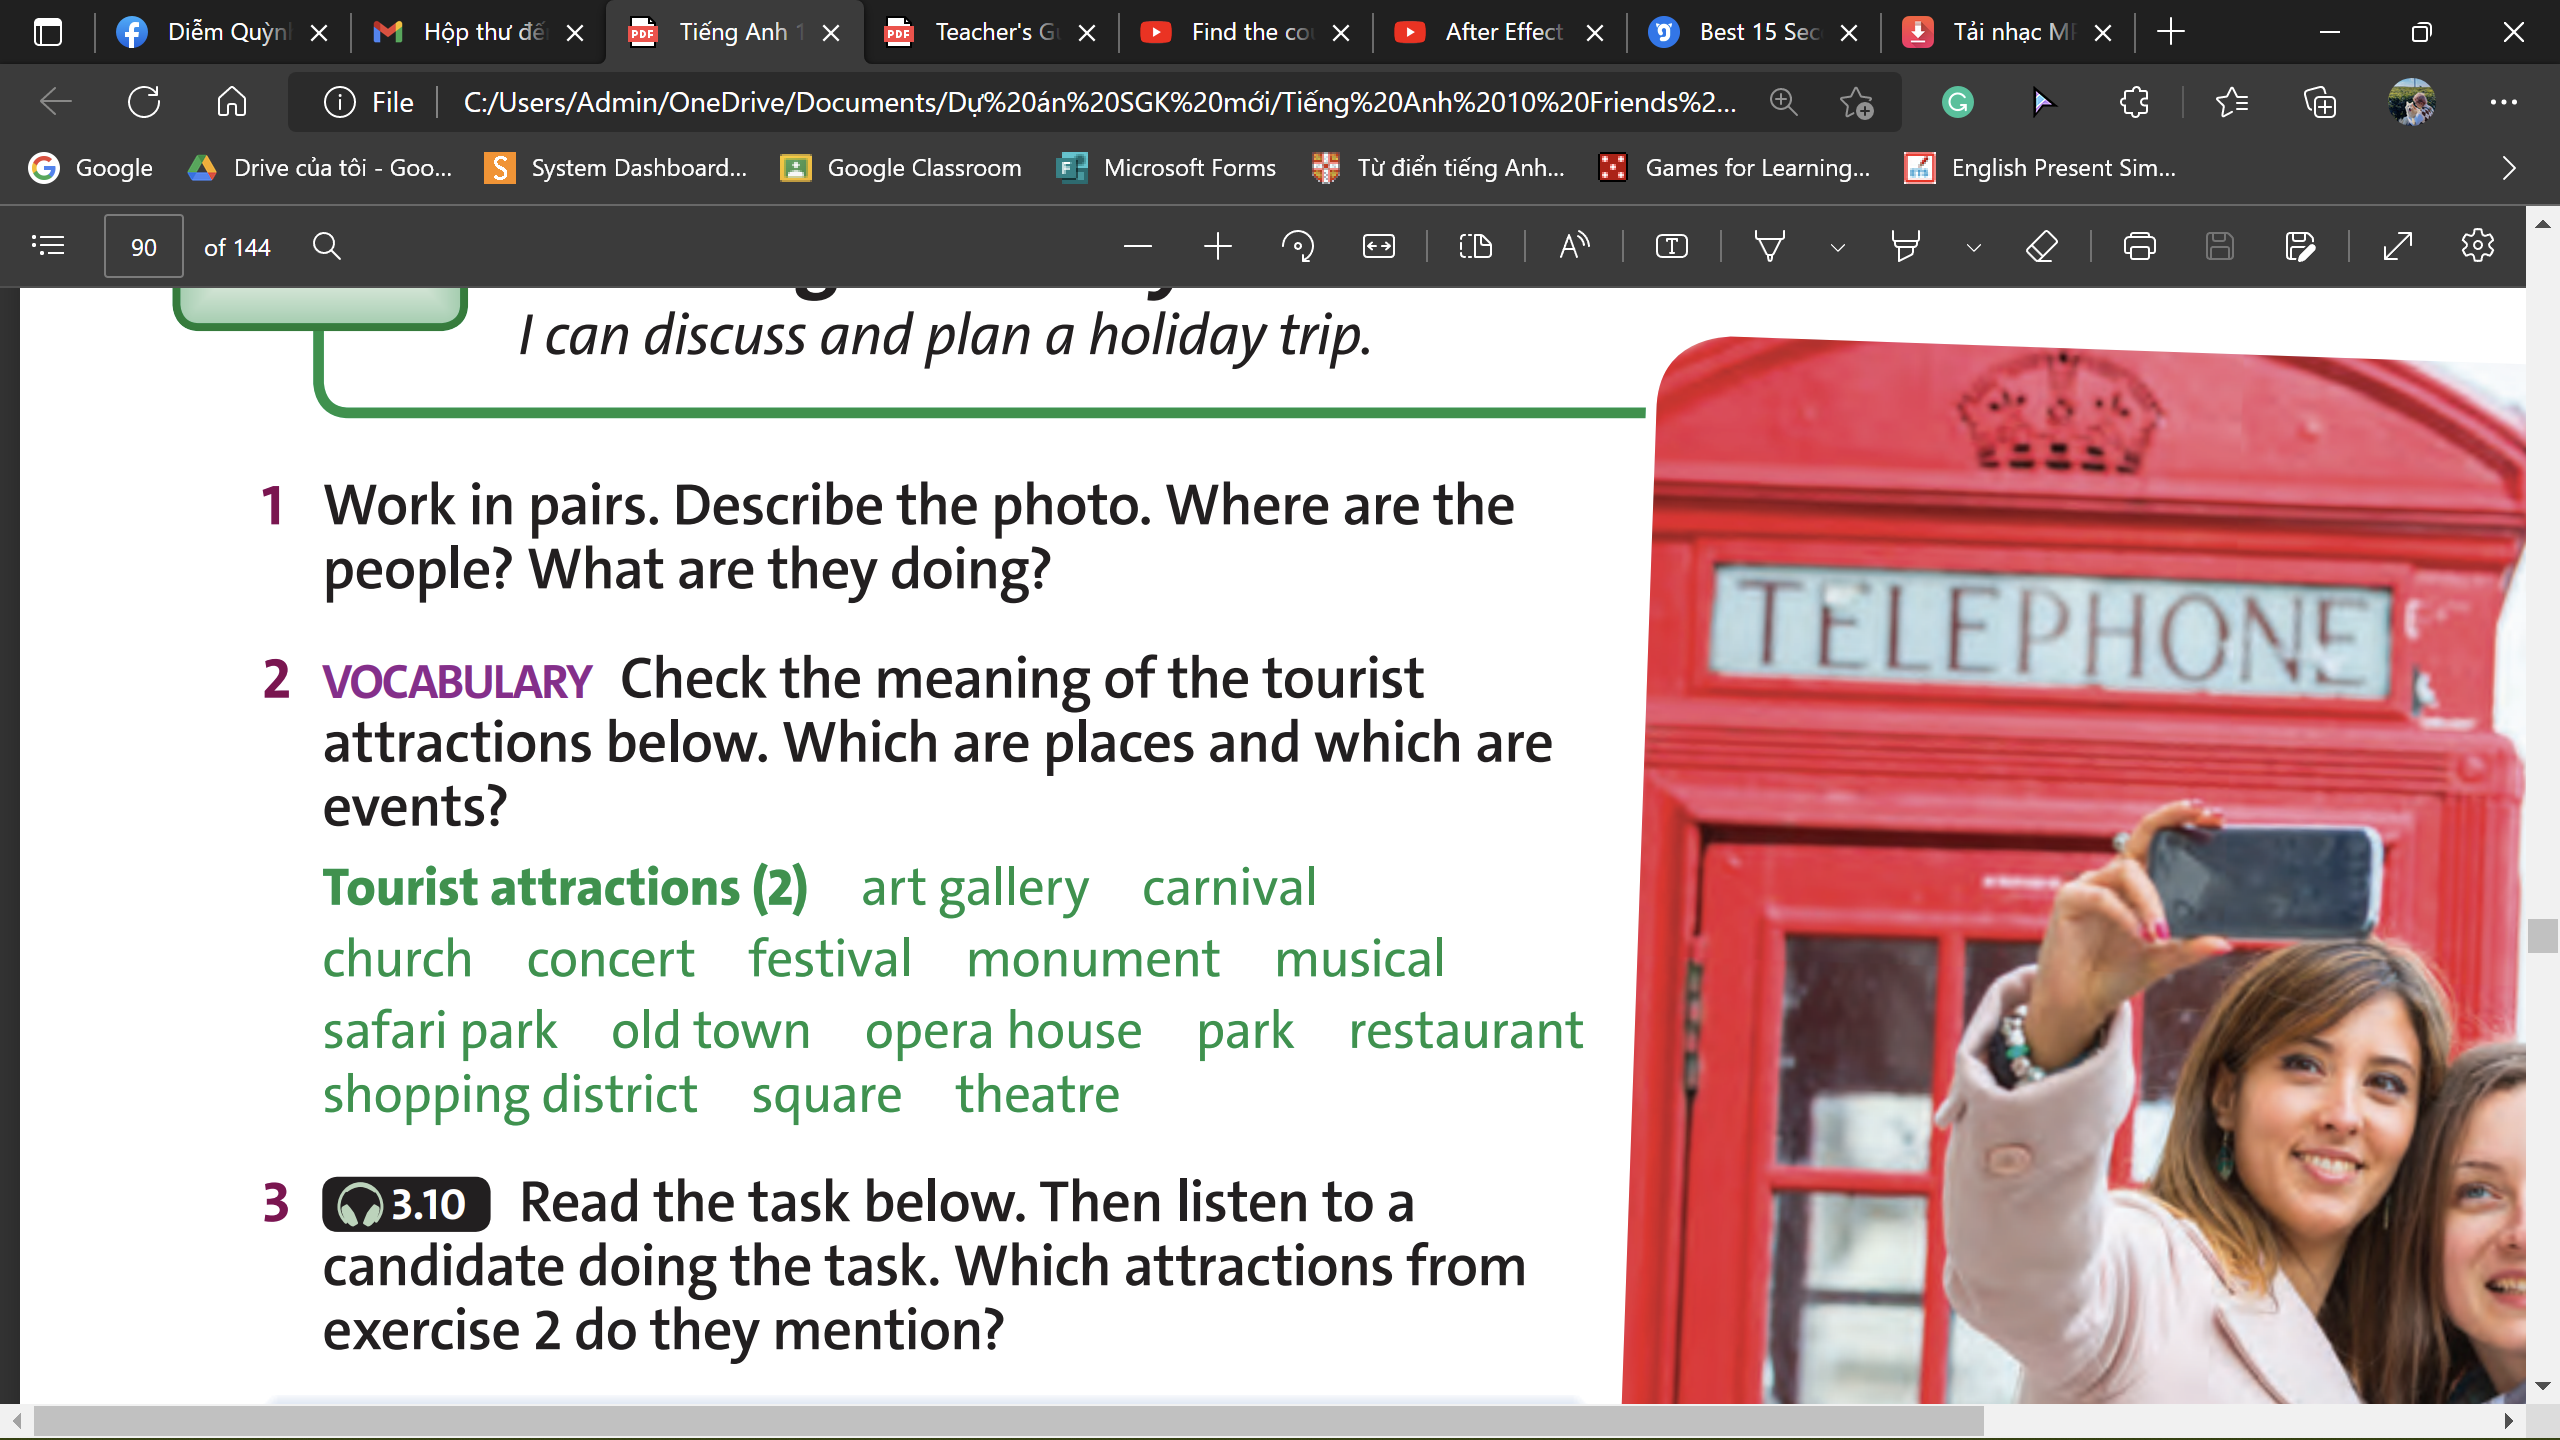 Diễm Quỳnh
Hộp thư đế
Tiếng Anh 1
Teacher's G
Find the co
After Effect
Best 15 Sec
Tải nhạc MP
File
C:/Users/Admin/OneDrive/Documents/Dự%20án%20SGK%20mới/Tiếng%20Anh%2010%20Friends%2...
Google
Drive của tôi - Goo...
System Dashboard...
Google Classroom
Microsoft Forms
Từ điển tiếng Anh...
Games for Learning...
English Present Sim...
90 of 144
I can discuss and plan a holiday trip.
1 Work in pairs. Describe the photo. Where are the
people? What are they doing?
2 VOCABULARY Check the meaning of the tourist
attractions below. Which are places and which are
events?
Tourist attractions (2) art gallery carnival
church concert festival monument musical
safari park old town opera house park restaurant
shopping district square theatre
3 3.10 Read the task below. Then listen to a
candidate doing the task. Which attractions from
exercise 2 do they mention?
TELEPHONE